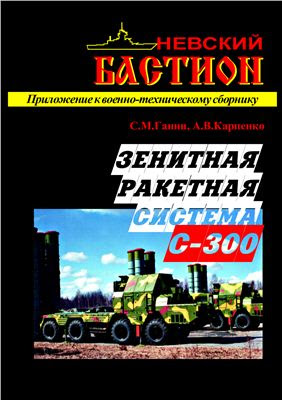 НЕВСКИЙ
БАСТИОН
Приложение к военно-техническому сборнику
С.М.Ганин, А.В.Карпенко
ЗЕНИТНАЯ
РАКЕТНАЯ
СИСТЕМА
С-300